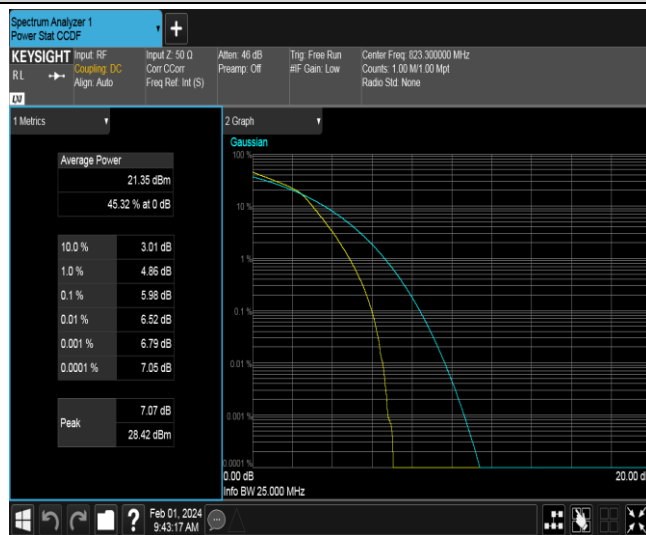 Spectrum Analyzer 1
Power Stat CCDF
+
KEYSIGHT
RL
LXI
Input: RF
Coupling: DC
Align: Auto
Input Z: 50 Ω
Corr CCorr
Freq Ref: Int (S)
Atten: 46 dB
Preamp: Off
Trig: Free Run
#IF Gain: Low
Center Freq: 823.300000 MHz
Counts: 1.00 M/1.00 Mpt
Radio Std: None
1 Metrics
Average Power
21.35 dBm
45.32 % at 0 dB
10.0 % 3.01 dB
1.0 % 4.86 dB
0.1 % 5.98 dB
0.01 % 6.52 dB
0.001 % 6.79 dB
0.0001 % 7.05 dB
Peak
7.07 dB
28.42 dBm
2 Graph
Gaussian
100 %
10 %
1 %
0.1 %
0.01 %
0.001 %
0.0001 %
0.00 dB
20.00 d
Info BW 25.000 MHz
?
Feb 01, 2024
9:43:17 AM